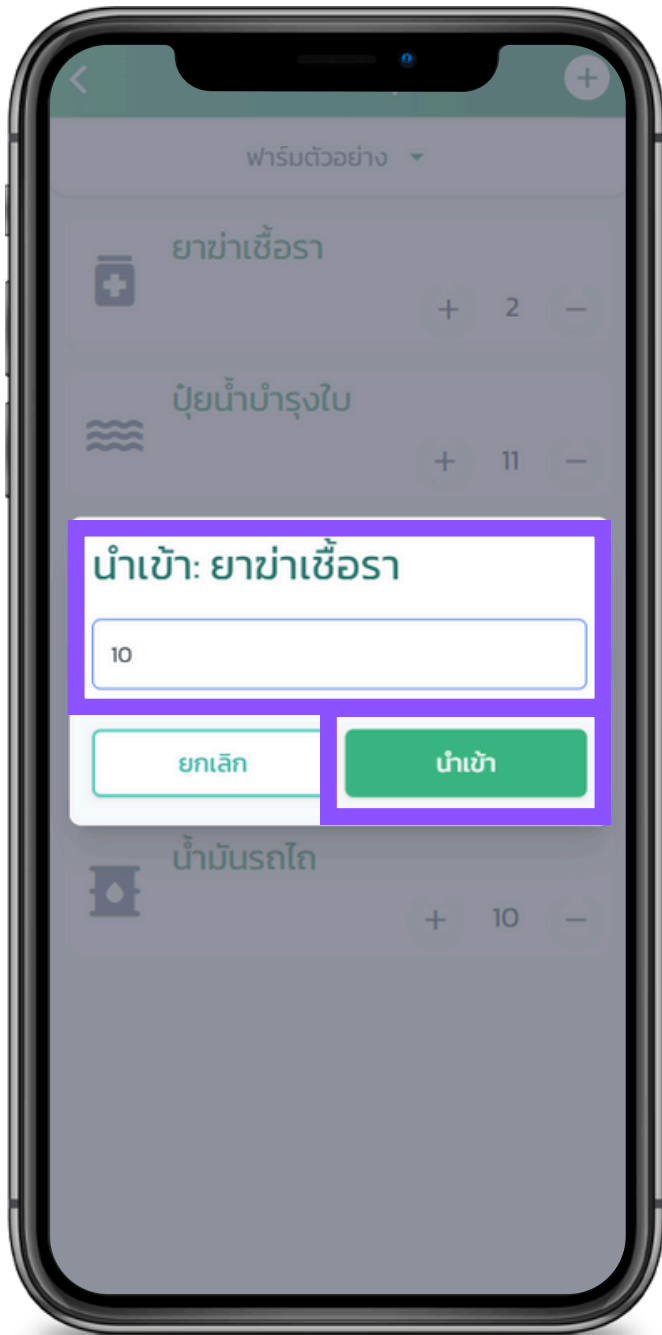 ฟาร์มตัวอย่าง
ยาฆ่าเชื้อรา
+ 2 −
ปุ๋ยน้ำบำรุงใบ
+ 11 −
นำเข้า: ยาฆ่าเชื้อรา
10
ยกเลิก นำเข้า
น้ำมันรถไถ
+ 10 −